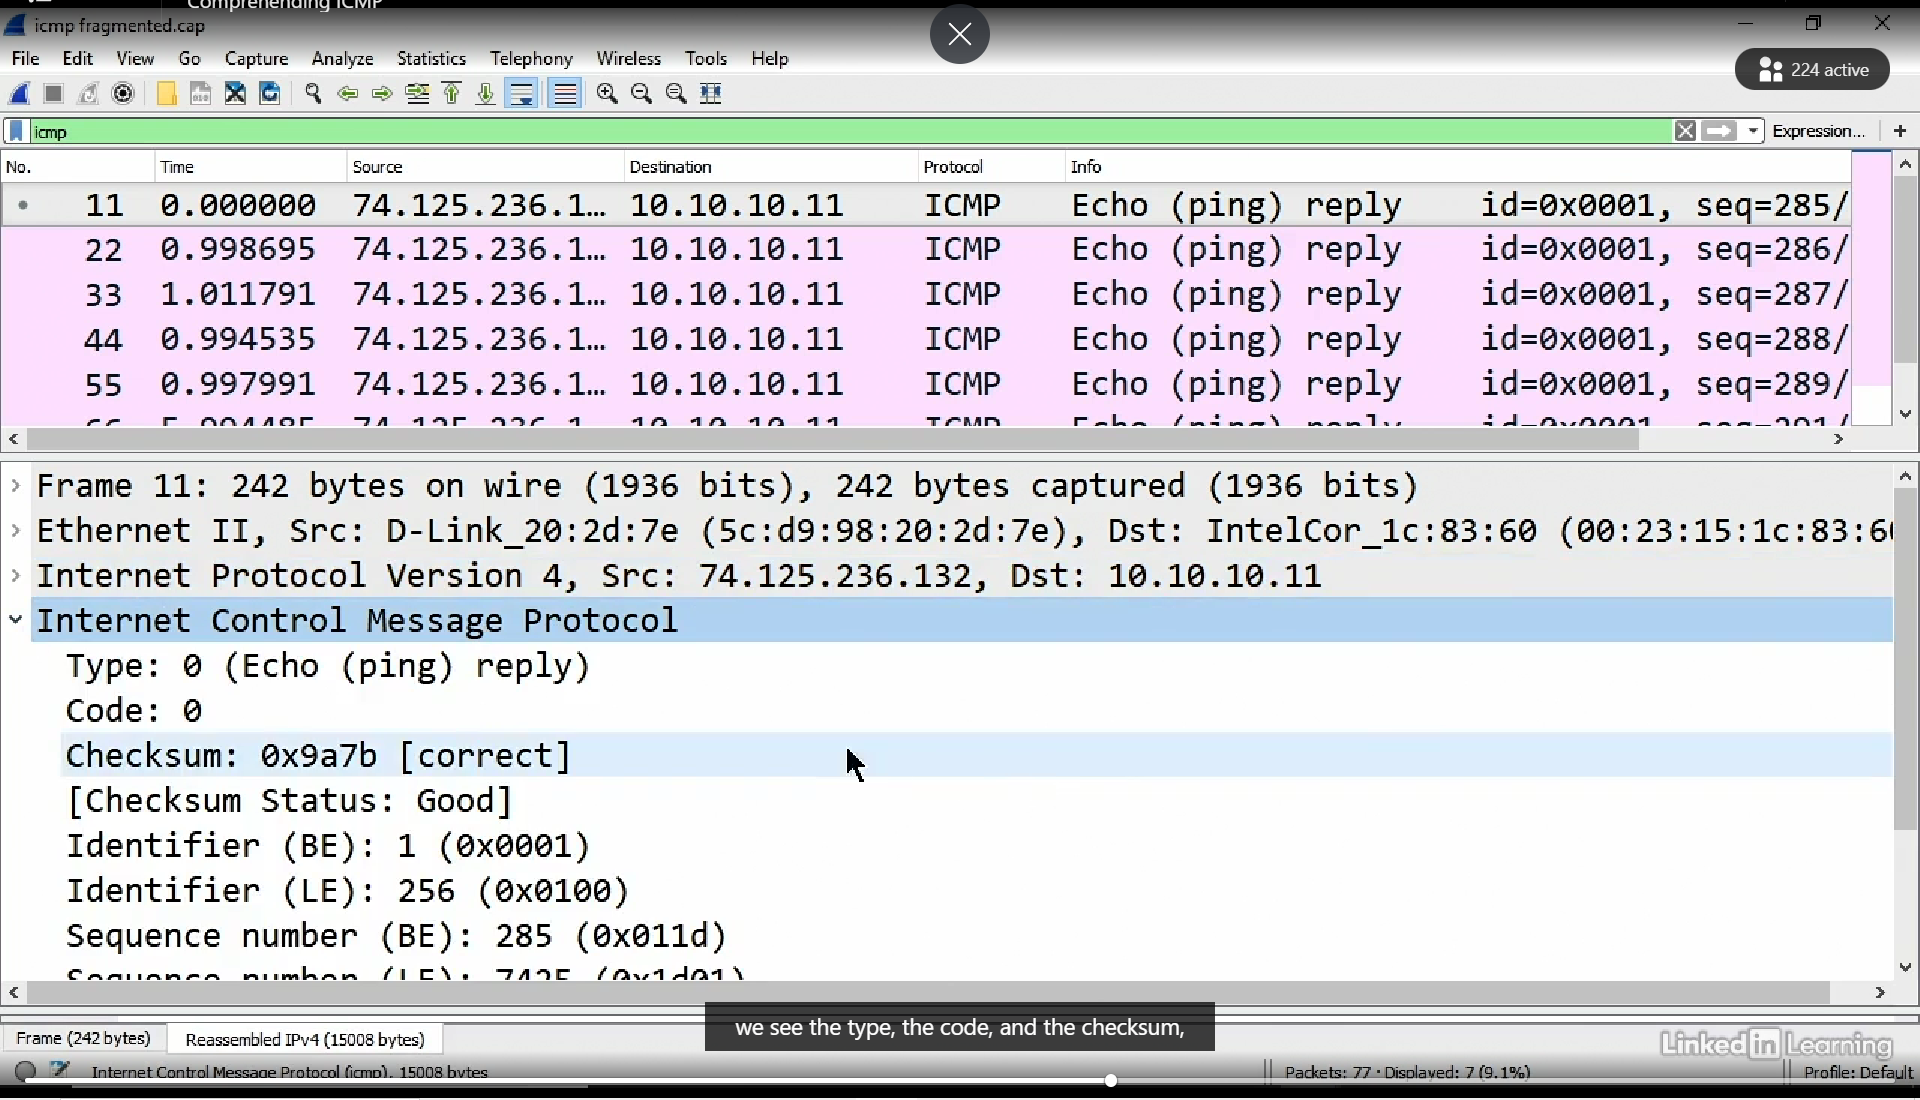 Comprehending ICMP
icmp fragmented.cap
File Edit View Go Capture Analyze Statistics Telephony Wireless Tools Help
224 active
icmp
Expression...
No. Time Source Destination Protocol Info
11 0.000000 74.125.236.1… 10.10.10.11 ICMP Echo (ping) reply id=0x0001, seq=285/
22 0.998695 74.125.236.1… 10.10.10.11 ICMP Echo (ping) reply id=0x0001, seq=286/
33 1.011791 74.125.236.1… 10.10.10.11 ICMP Echo (ping) reply id=0x0001, seq=287/
44 0.994535 74.125.236.1… 10.10.10.11 ICMP Echo (ping) reply id=0x0001, seq=288/
55 0.997991 74.125.236.1… 10.10.10.11 ICMP Echo (ping) reply id=0x0001, seq=289/
Frame 11: 242 bytes on wire (1936 bits), 242 bytes captured (1936 bits)
Ethernet II, Src: D-Link_20:2d:7e (5c:d9:98:20:2d:7e), Dst: IntelCor_1c:83:60 (00:23:15:1c:83:60
Internet Protocol Version 4, Src: 74.125.236.132, Dst: 10.10.10.11
Internet Control Message Protocol
Type: 0 (Echo (ping) reply)
Code: 0
Checksum: 0x9a7b [correct]
[Checksum Status: Good]
Identifier (BE): 1 (0x0001)
Identifier (LE): 256 (0x0100)
Sequence number (BE): 285 (0x011d)
Sequence number (LE): 7425 (0x1d01)
we see the type, the code, and the checksum,
Frame (242 bytes) Reassembled IPv4 (15008 bytes)
Linked in Learning
Internet Control Message Protocol (icmp), 15008 bytes
Packets: 77 · Displayed: 7 (9.1%)
Profile: Default